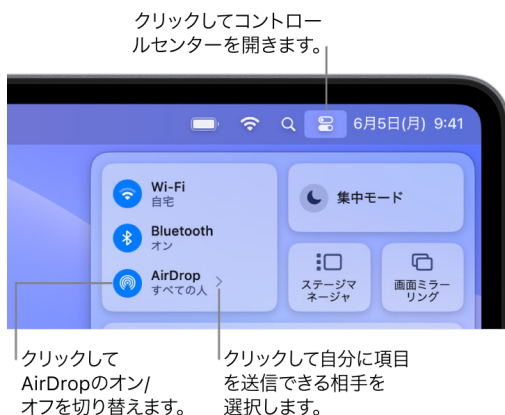 クリックしてコントロー
ルセンターを開きます。
6月5日(月) 9:41
Wi-Fi
自宅
Bluetooth
オン
AirDrop
すべての人
集中モード
ステージマ
ネージャ
画面ミラー
リング
クリックして
AirDropのオン/
オフを切り替えます。
クリックして自分に項目
を送信できる相手を
選択します。